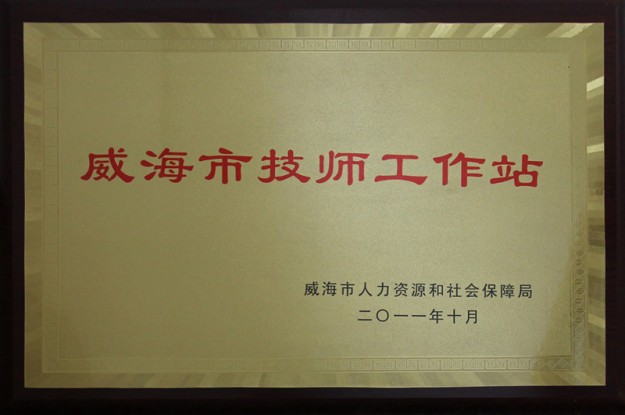 威海市技师工作站
威海市人力资源和社会保障局
二〇一一年十月